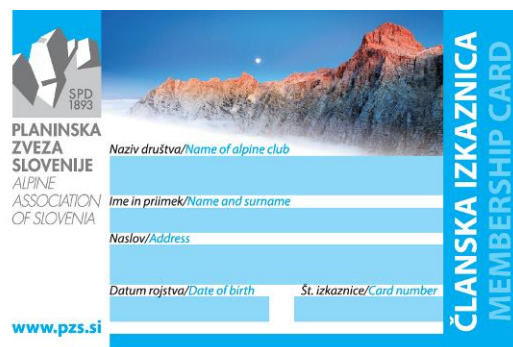 SPD
1893
PLANINSKA
ZVEZA
SLOVENIJE
ALPINE
ASSOCIATION
OF SLOVENIA
www.pzs.si
Naziv društva/Name of alpine club
Ime in priimek/Name and surname
Naslov/Address
Datum rojstva/Date of birth
Št. izkaznice/Card number
ČLANSKA IZKAZNICA
MEMBERSHIP CARD